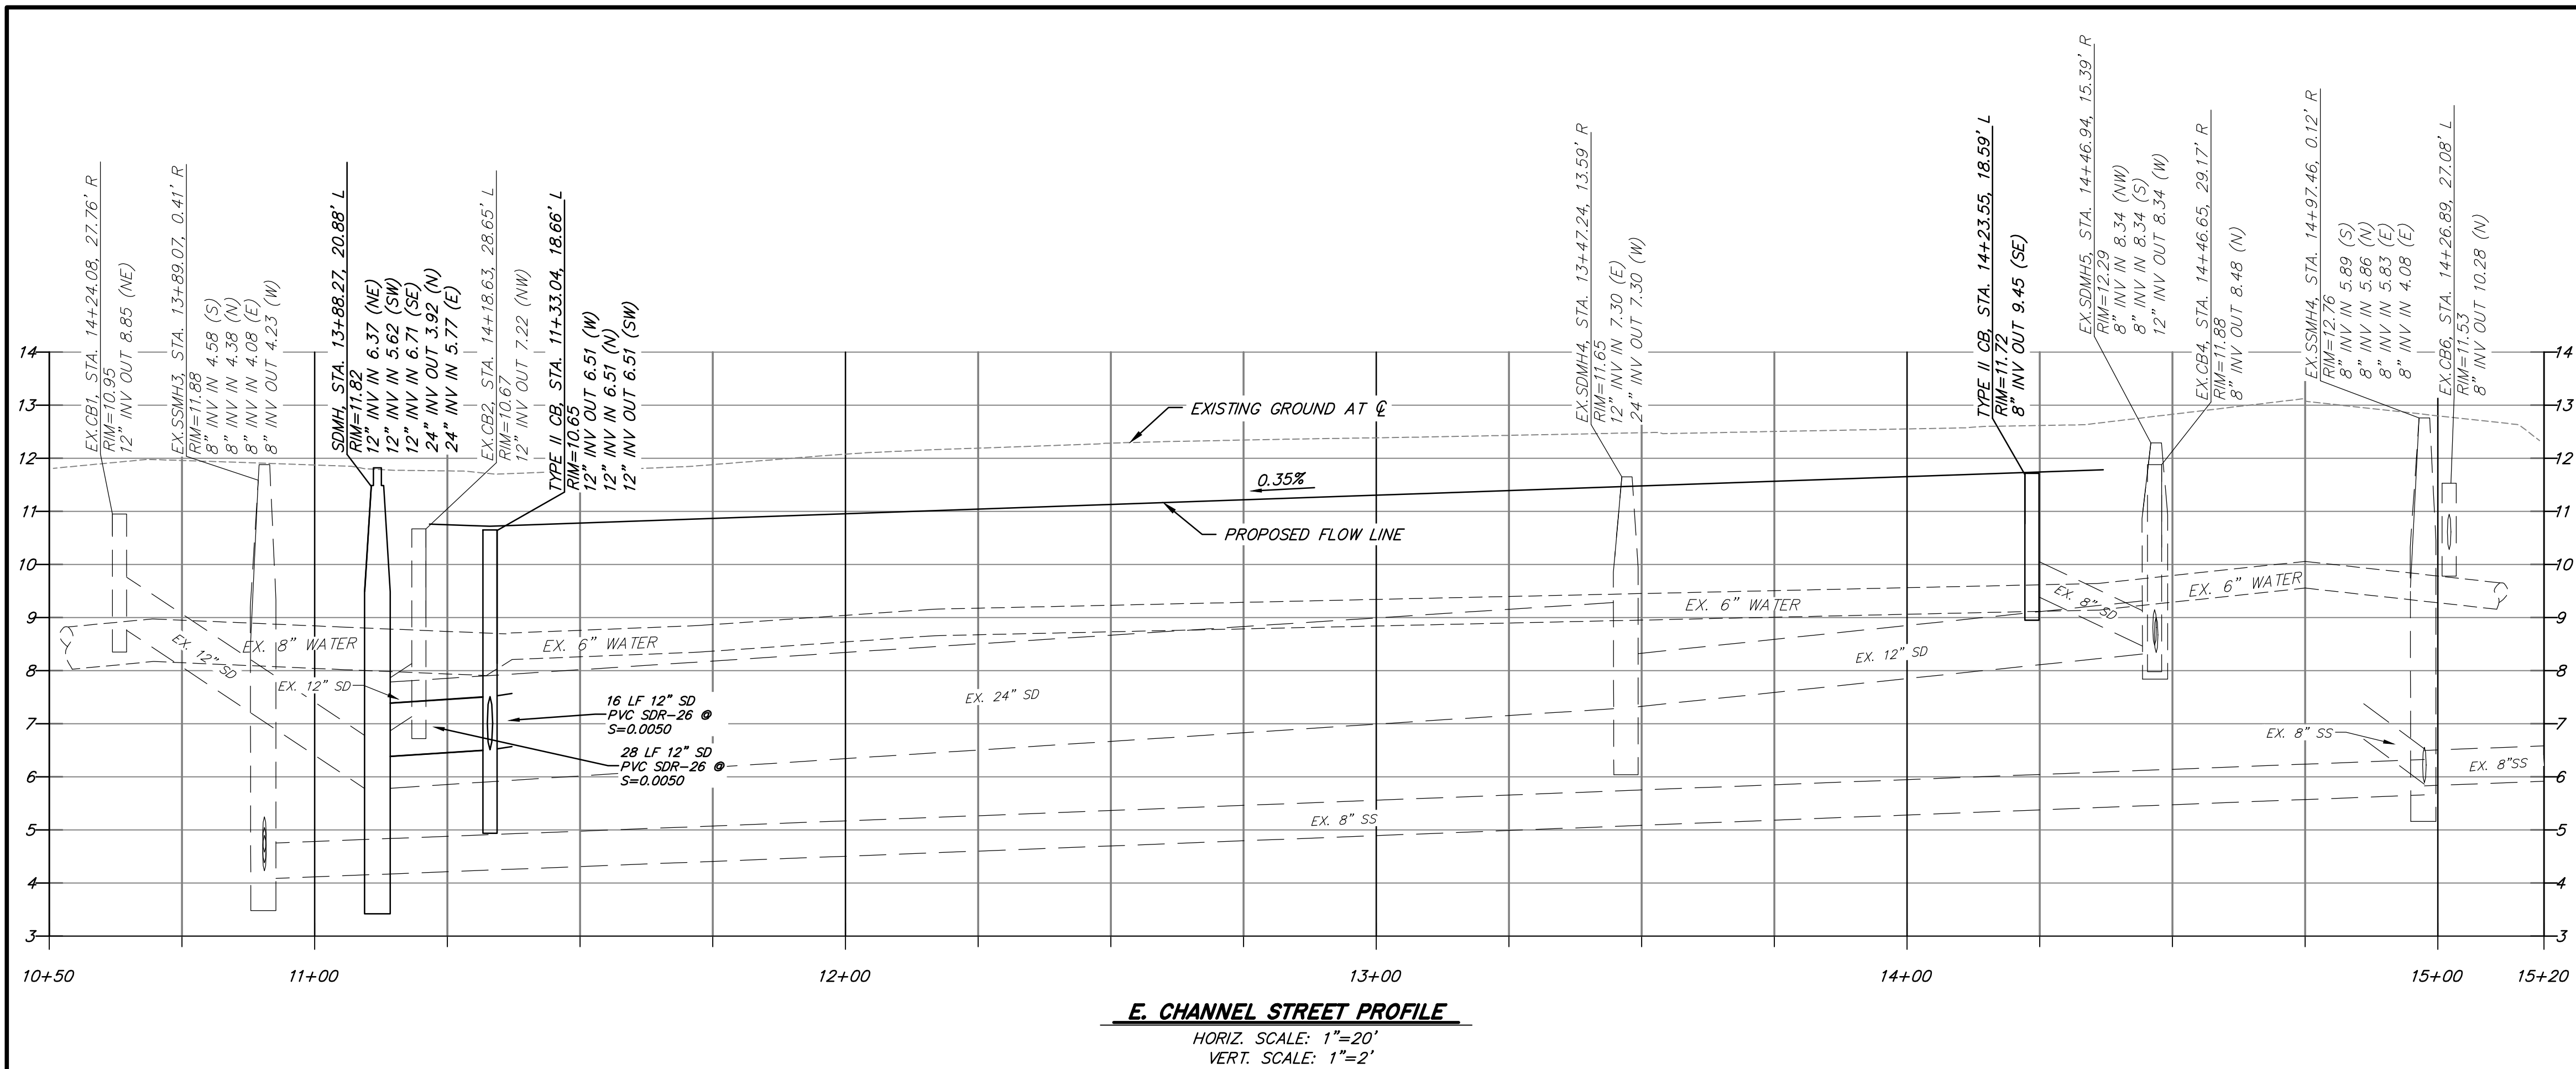 EX.CB1, STA. 14+24.08, 27.76' R
RIM=10.95
12" INV OUT 8.85 (NE)
EX.SSMH3, STA. 13+89.07, 0.41' R
RIM=11.88
8" INV IN 4.58 (S)
8" INV IN 4.38 (N)
8" INV IN 4.08 (E)
8" INV OUT 4.23 (W)
SDMH, STA. 13+88.27, 20.88' L
RIM=11.82
12" INV IN 6.37 (NE)
12" INV IN 5.62 (SW)
12" INV IN 6.71 (SE)
24" INV OUT 3.92 (N)
24" INV IN 5.77 (E)
EX.CB2, STA. 14+18.63, 28.65' L
RIM=10.67
12" INV OUT 7.22 (NW)
TYPE II CB, STA. 11+33.04, 18.66' L
RIM=10.65
12" INV OUT 6.51 (W)
12" INV IN 6.51 (N)
12" INV OUT 6.51 (SW)
EX.SDMH4, STA. 13+47.24, 13.59' R
RIM=11.65
12" INV IN 7.30 (E)
24" INV OUT 7.30 (W)
TYPE II CB, STA. 14+23.55, 18.59' L
RIM=11.72
8" INV OUT 9.45 (SE)
EX.SDMH5, STA. 14+46.94, 15.39' R
RIM=12.29
8" INV IN 8.34 (NW)
8" INV IN 8.34 (S)
12" INV OUT 8.34 (W)
EX.CB4, STA. 14+46.65, 29.17' R
RIM=11.88
8" INV OUT 8.48 (N)
EX.SSMH4, STA. 14+97.46, 0.12' R
RIM=12.76
8" INV IN 5.89 (S)
8" INV IN 5.86 (N)
8" INV IN 5.83 (E)
8" INV IN 4.08 (E)
EX.CB6, STA. 14+26.89, 27.08' L
RIM=11.53
8" INV OUT 10.28 (N)
14
13
12
11
10
9
8
7
6
5
4
3
14
13
12
11
10
9
8
7
6
5
4
3
EXISTING GROUND AT ℄
0.35%
PROPOSED FLOW LINE
EX. 12" SD
EX. 8" WATER
EX. 12" SD
EX. 6" WATER
16 LF 12" SD
PVC SDR-26 @
S=0.0050
28 LF 12" SD
PVC SDR-26 @
S=0.0050
EX. 24" SD
EX. 8" SS
EX. 6" WATER
EX. 12" SD
EX. 8" SD
EX. 6" WATER
EX. 8" SS
EX. 8"SS
10+50
11+00
12+00
13+00
14+00
15+00
15+20
E. CHANNEL STREET PROFILE
HORIZ. SCALE: 1"=20'
VERT. SCALE: 1"=2'